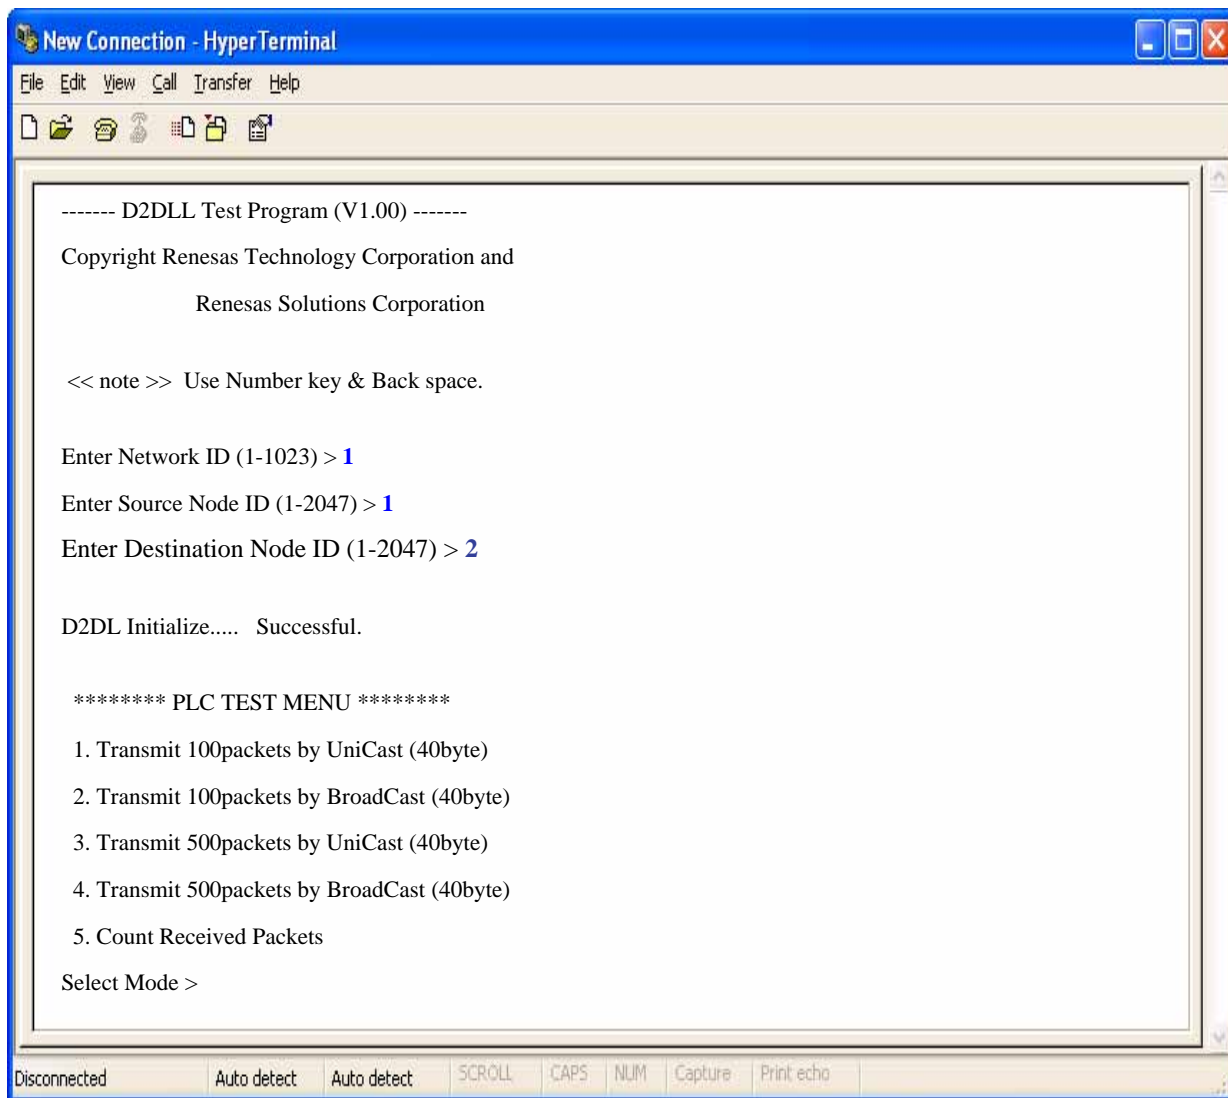 New Connection - HyperTerminal
File Edit View Call Transfer Help
------- D2DLL Test Program (V1.00) -------
Copyright Renesas Technology Corporation and
Renesas Solutions Corporation
<< note >> Use Number key & Back space.
Enter Network ID (1-1023) > 1
Enter Source Node ID (1-2047) > 1
Enter Destination Node ID (1-2047) > 2
D2DL Initialize..... Successful.
******** PLC TEST MENU ********
1. Transmit 100packets by UniCast (40byte)
2. Transmit 100packets by BroadCast (40byte)
3. Transmit 500packets by UniCast (40byte)
4. Transmit 500packets by BroadCast (40byte)
5. Count Received Packets
Select Mode >
Disconnected Auto detect Auto detect SCROLL CAPS NUM Capture Print echo